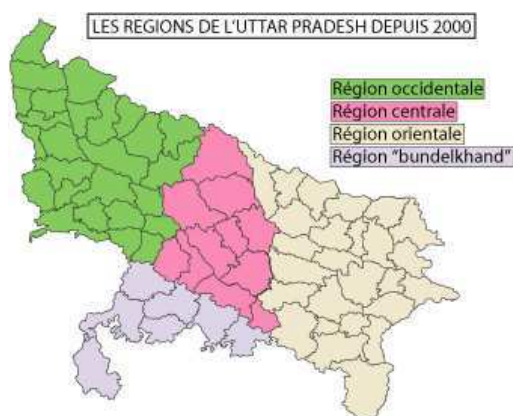 LES REGIONS DE L'UTTAR PRADESH DEPUIS 2000
Région occidentale
Région centrale
Région orientale
Région "bundelkhand"